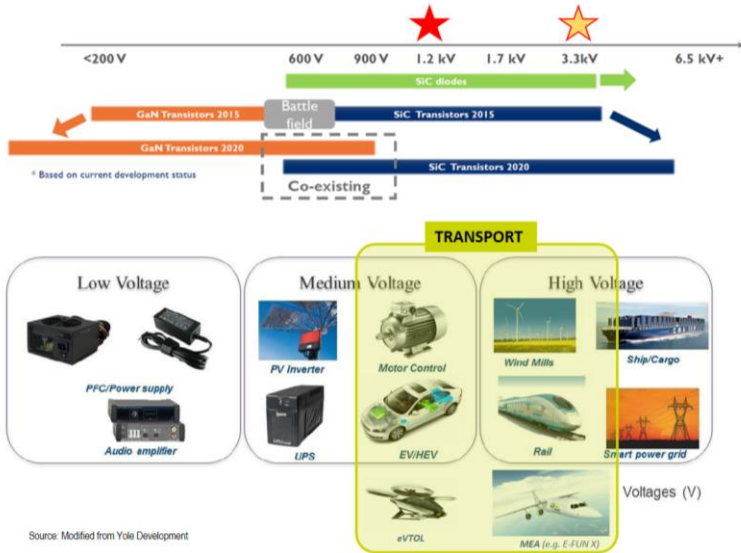 <200 V 600 V 900 V 1.2 kV 1.7 kV 3.3kV 6.5 kV+
SiC diodes
GaN Transistors 2015
Battle
field
SiC Transistors 2015
GaN Transistors 2020
SiC Transistors 2020
* Based on current development status
Co-existing
TRANSPORT
Low Voltage
Medium Voltage
High Voltage
PFC/Power supply
Audio amplifier
PV Inverter
Motor Control
UPS
EV/HEV
Wind Mills
Ship/Cargo
Rail
Smart power grid
Voltages (V)
eVTOL
MEA (e.g. E-FUN X)
Source: Modified from Yole Development